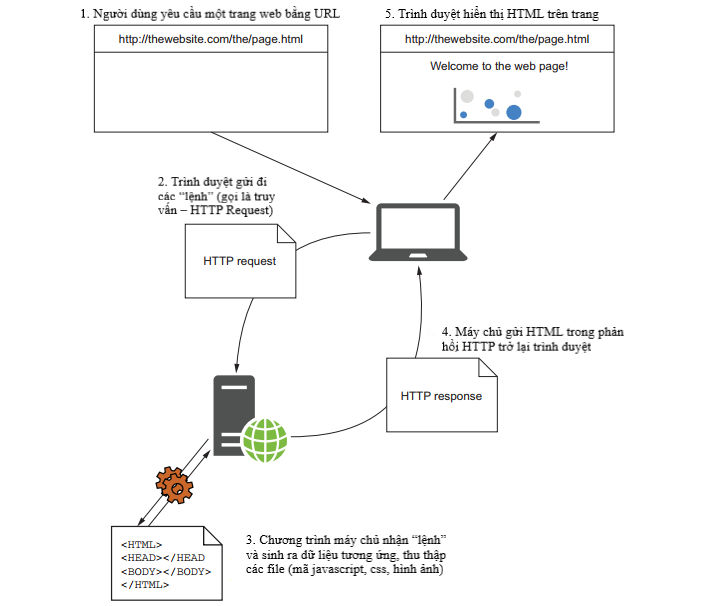 1. Người dùng yêu cầu một trang web bằng URL
http://thewebsite.com/the/page.html
5. Trình duyệt hiển thị HTML trên trang
http://thewebsite.com/the/page.html
Welcome to the web page!
2. Trình duyệt gửi đi
các “lệnh” (gọi là truy
vấn – HTTP Request)
HTTP request
4. Máy chủ gửi HTML trong phản
hồi HTTP trở lại trình duyệt
HTTP response
3. Chương trình máy chủ nhận “lệnh”
và sinh ra dữ liệu tương ứng, thu thập
các file (mã javascript, css, hình ảnh)
<HTML>
<HEAD></HEAD
<BODY></BODY>
</HTML>